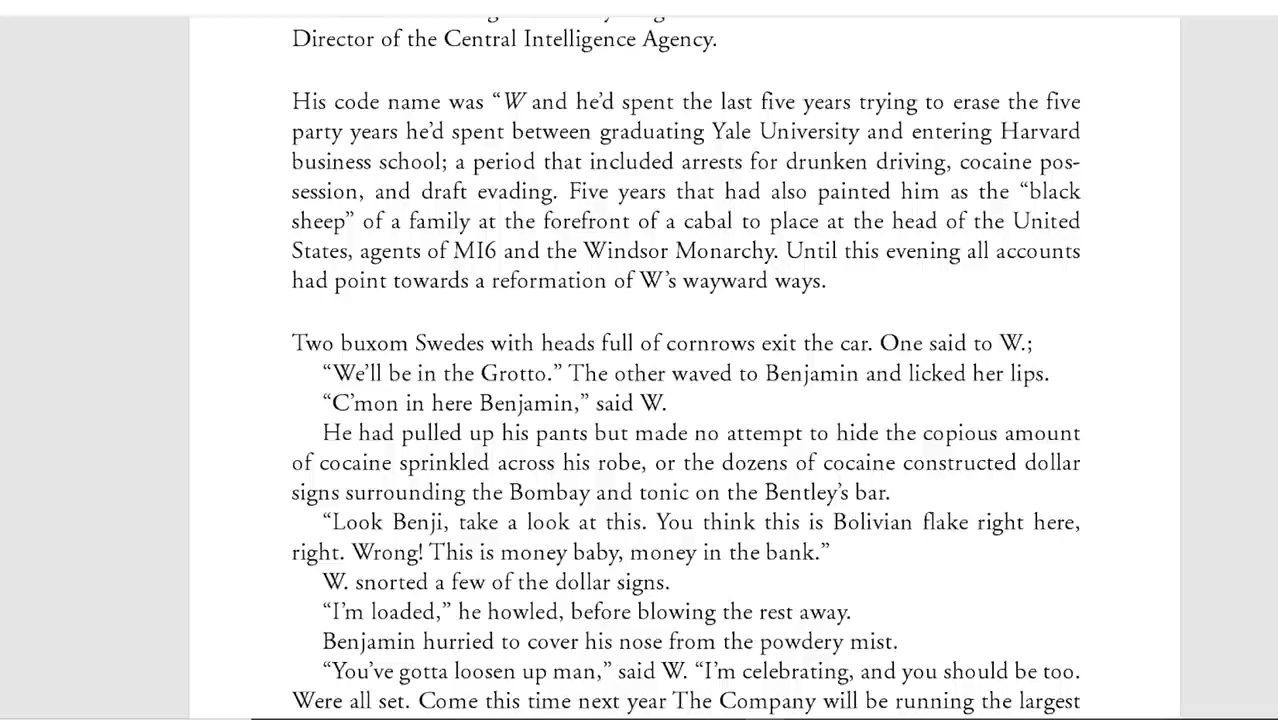 Director of the Central Intelligence Agency.
His code name was “W and he’d spent the last five years trying to erase the five
party years he’d spent between graduating Yale University and entering Harvard
business school; a period that included arrests for drunken driving, cocaine pos-
session, and draft evading. Five years that had also painted him as the “black
sheep” of a family at the forefront of a cabal to place at the head of the United
States, agents of MI6 and the Windsor Monarchy. Until this evening all accounts
had point towards a reformation of W’s wayward ways.
Two buxom Swedes with heads full of cornrows exit the car. One said to W.;
“We’ll be in the Grotto.” The other waved to Benjamin and licked her lips.
“C’mon in here Benjamin,” said W.
He had pulled up his pants but made no attempt to hide the copious amount
of cocaine sprinkled across his robe, or the dozens of cocaine constructed dollar
signs surrounding the Bombay and tonic on the Bentley’s bar.
“Look Benji, take a look at this. You think this is Bolivian flake right here,
right. Wrong! This is money baby, money in the bank.”
W. snorted a few of the dollar signs.
“I’m loaded,” he howled, before blowing the rest away.
Benjamin hurried to cover his nose from the powdery mist.
“You’ve gotta loosen up man,” said W. “I’m celebrating, and you should be too.
Were all set. Come this time next year The Company will be running the largest